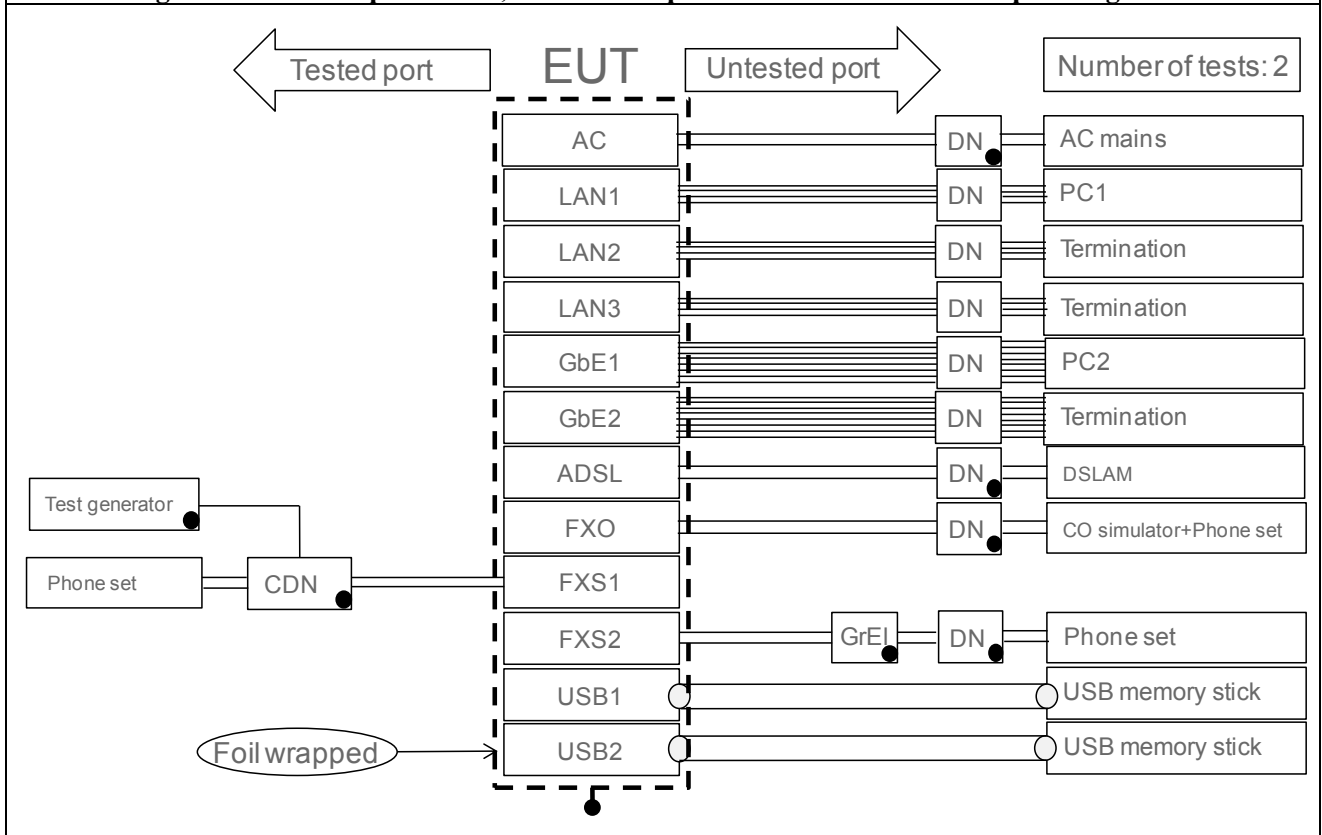 Tested port
EUT
Untested port
Number of tests: 2
AC
DN
AC mains
LAN1
DN
PC1
LAN2
DN
Termination
LAN3
DN
Termination
GbE1
DN
PC2
GbE2
DN
Termination
ADSL
DN
DSLAM
Test generator
FXO
DN
CO simulator+Phone set
Phone set
CDN
FXS1
FXS2
GrEI
DN
Phone set
USB1
USB memory stick
Foil wrapped
USB2
USB memory stick